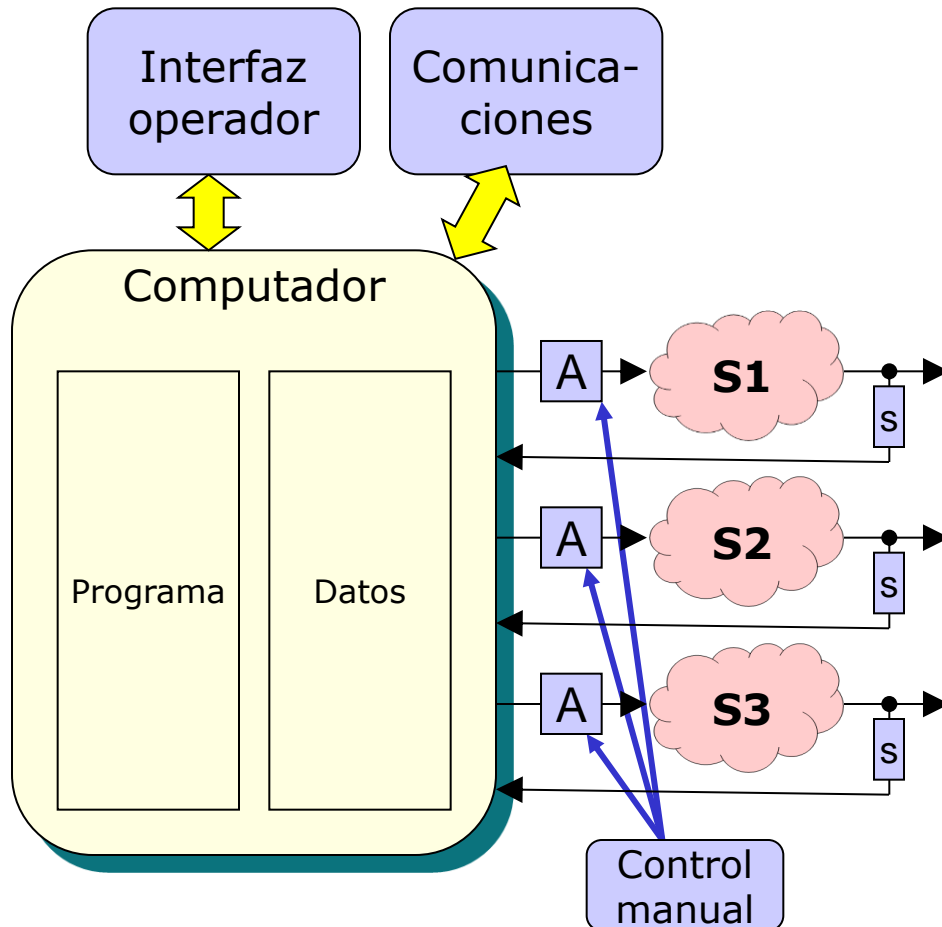 Interfaz
operador
Comunica-
ciones
Computador
Programa
Datos
A
S1
s
A
S2
s
A
S3
s
Control
manual